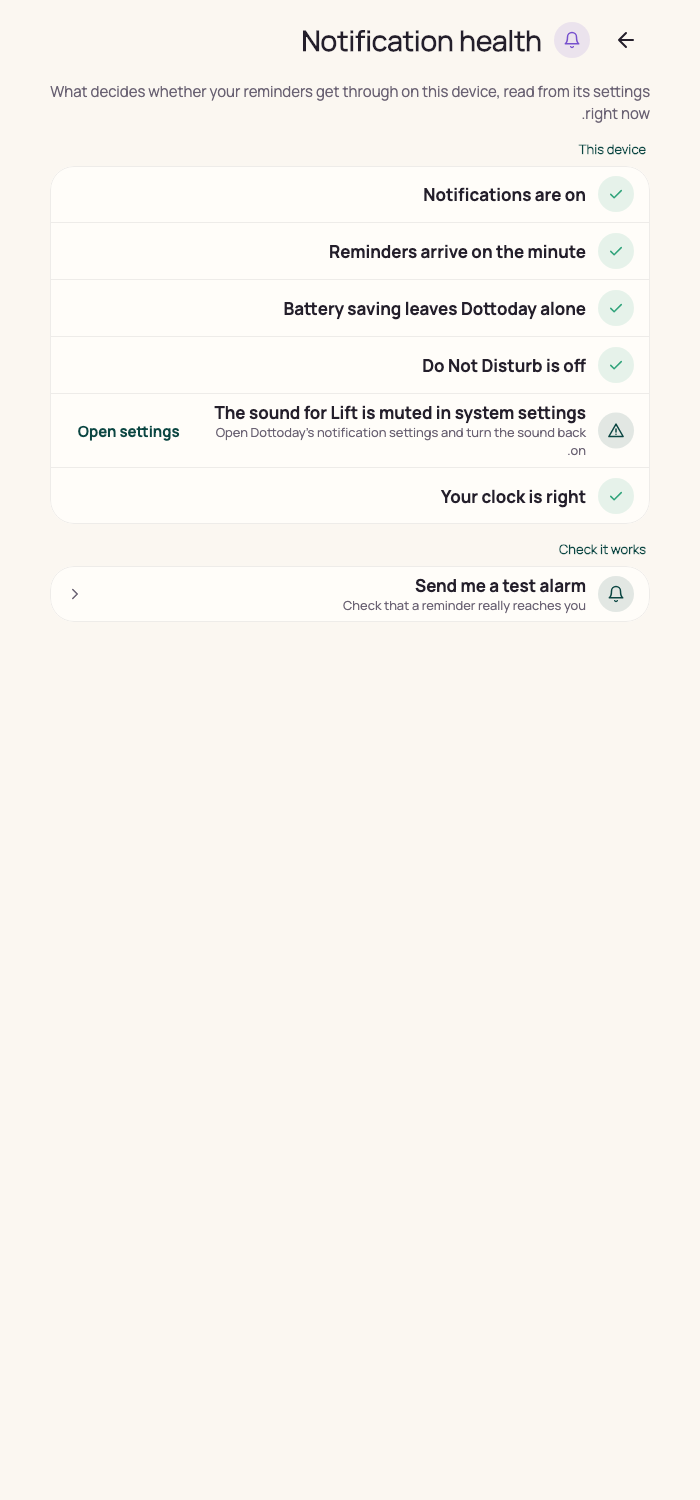 Notification health
What decides whether your reminders get through on this device, read from its settings
.right now
This device
Notifications are on
Reminders arrive on the minute
Battery saving leaves Dottoday alone
Do Not Disturb is off
The sound for Lift is muted in system settings
Open Dottoday's notification settings and turn the sound back
.on
Open settings
Your clock is right
Check it works
Send me a test alarm
Check that a reminder really reaches you